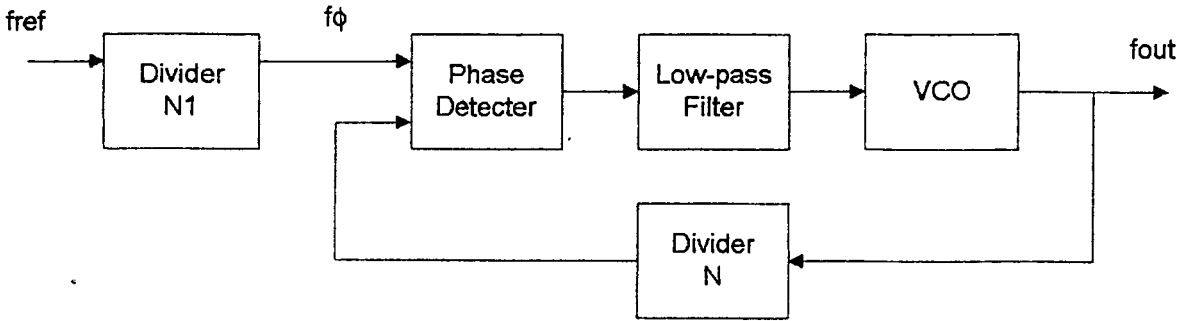 fref
fϕ
fout
Divider
N1
Phase
Detecter
Low-pass
Filter
VCO
Divider
N